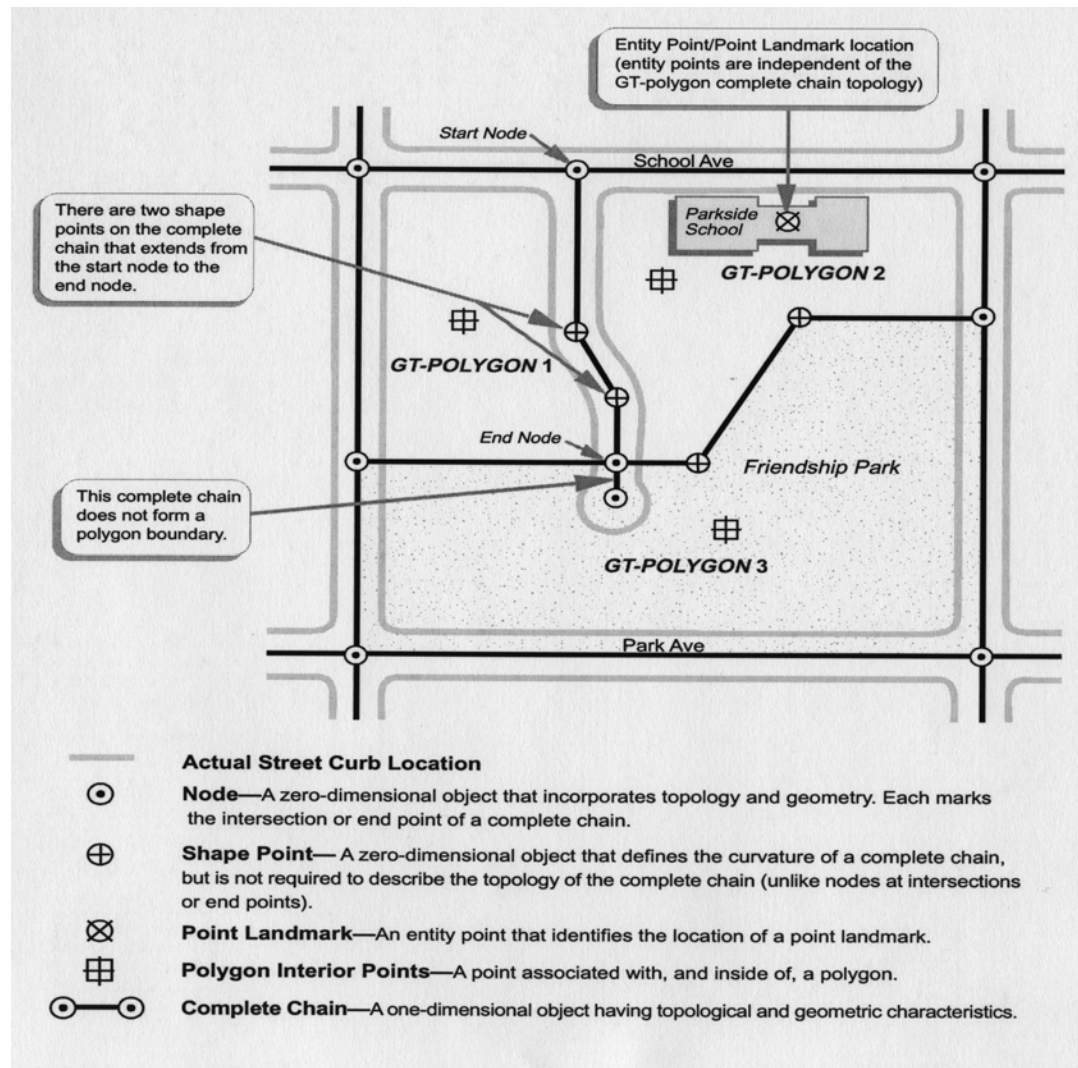 Entity Point/Point Landmark location
(entity points are independent of the
GT-polygon complete chain topology)
Start Node
School Ave
There are two shape
points on the complete
chain that extends from
the start node to the
end node.
Parkside
School
GT-POLYGON 2
GT-POLYGON 1
End Node
Friendship Park
This complete chain
does not form a
polygon boundary.
GT-POLYGON 3
Park Ave
Actual Street Curb Location
Node—A zero-dimensional object that incorporates topology and geometry. Each marks
the intersection or end point of a complete chain.
Shape Point— A zero-dimensional object that defines the curvature of a complete chain,
but is not required to describe the topology of the complete chain (unlike nodes at intersections
or end points).
Point Landmark—An entity point that identifies the location of a point landmark.
Polygon Interior Points—A point associated with, and inside of, a polygon.
Complete Chain—A one-dimensional object having topological and geometric characteristics.